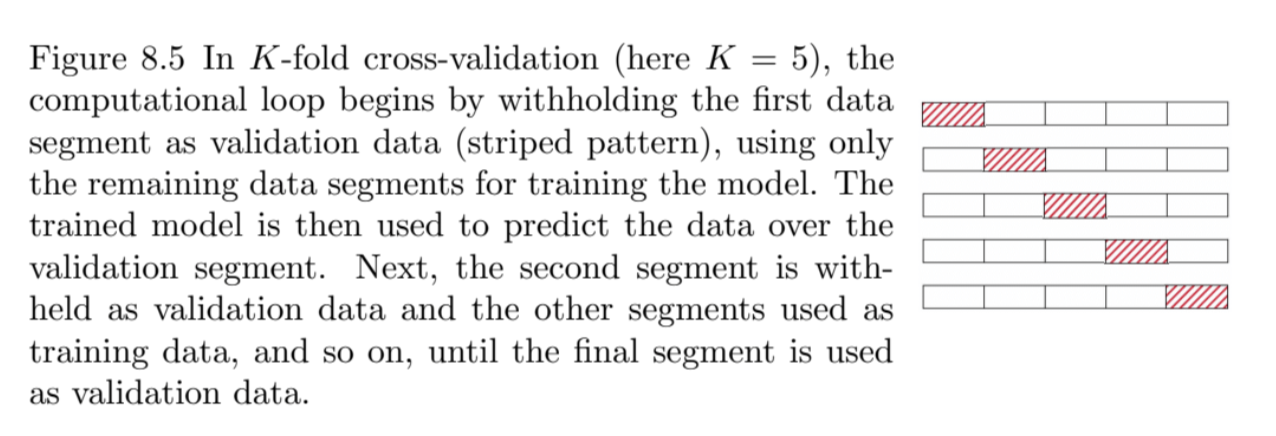 Figure 8.5 In K-fold cross-validation (here K = 5), the
computational loop begins by withholding the first data
segment as validation data (striped pattern), using only
the remaining data segments for training the model. The
trained model is then used to predict the data over the
validation segment. Next, the second segment is with-
held as validation data and the other segments used as
training data, and so on, until the final segment is used
as validation data.